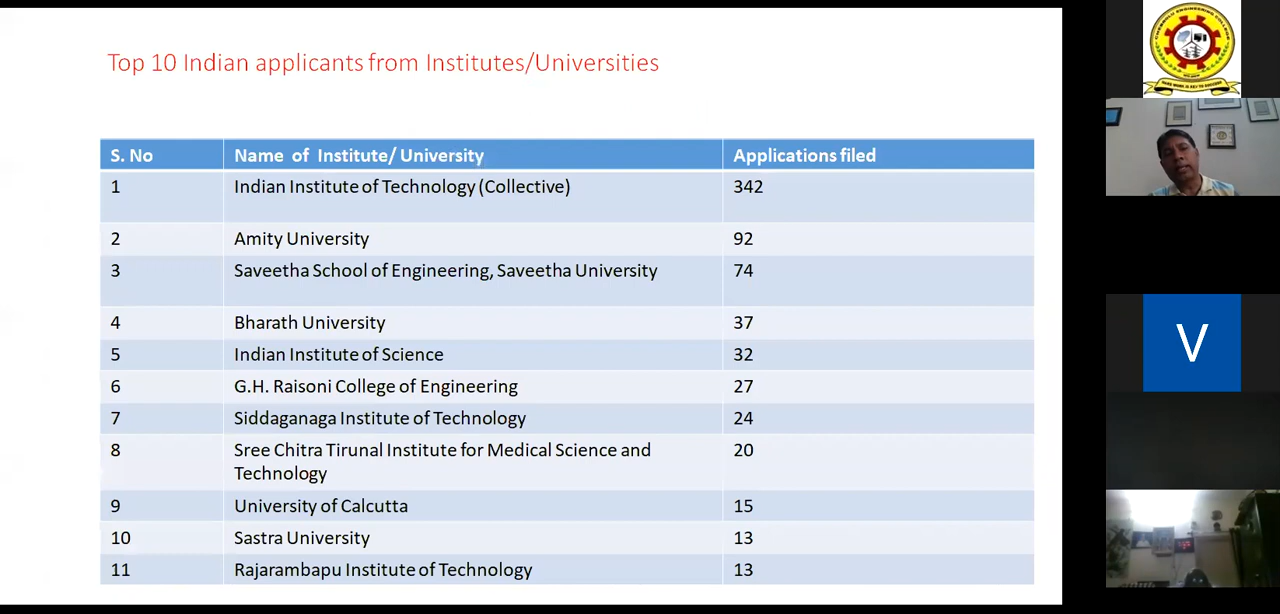 Top 10 Indian applicants from Institutes/Universities
S. No Name of Institute/ University Applications filed
1 Indian Institute of Technology (Collective) 342
2 Amity University 92
3 Saveetha School of Engineering, Saveetha University 74
4 Bharath University 37
5 Indian Institute of Science 32
6 G.H. Raisoni College of Engineering 27
7 Siddaganaga Institute of Technology 24
8 Sree Chitra Tirunal Institute for Medical Science and 20
Technology
9 University of Calcutta 15
10 Sastra University 13
11 Rajarambapu Institute of Technology 13
V